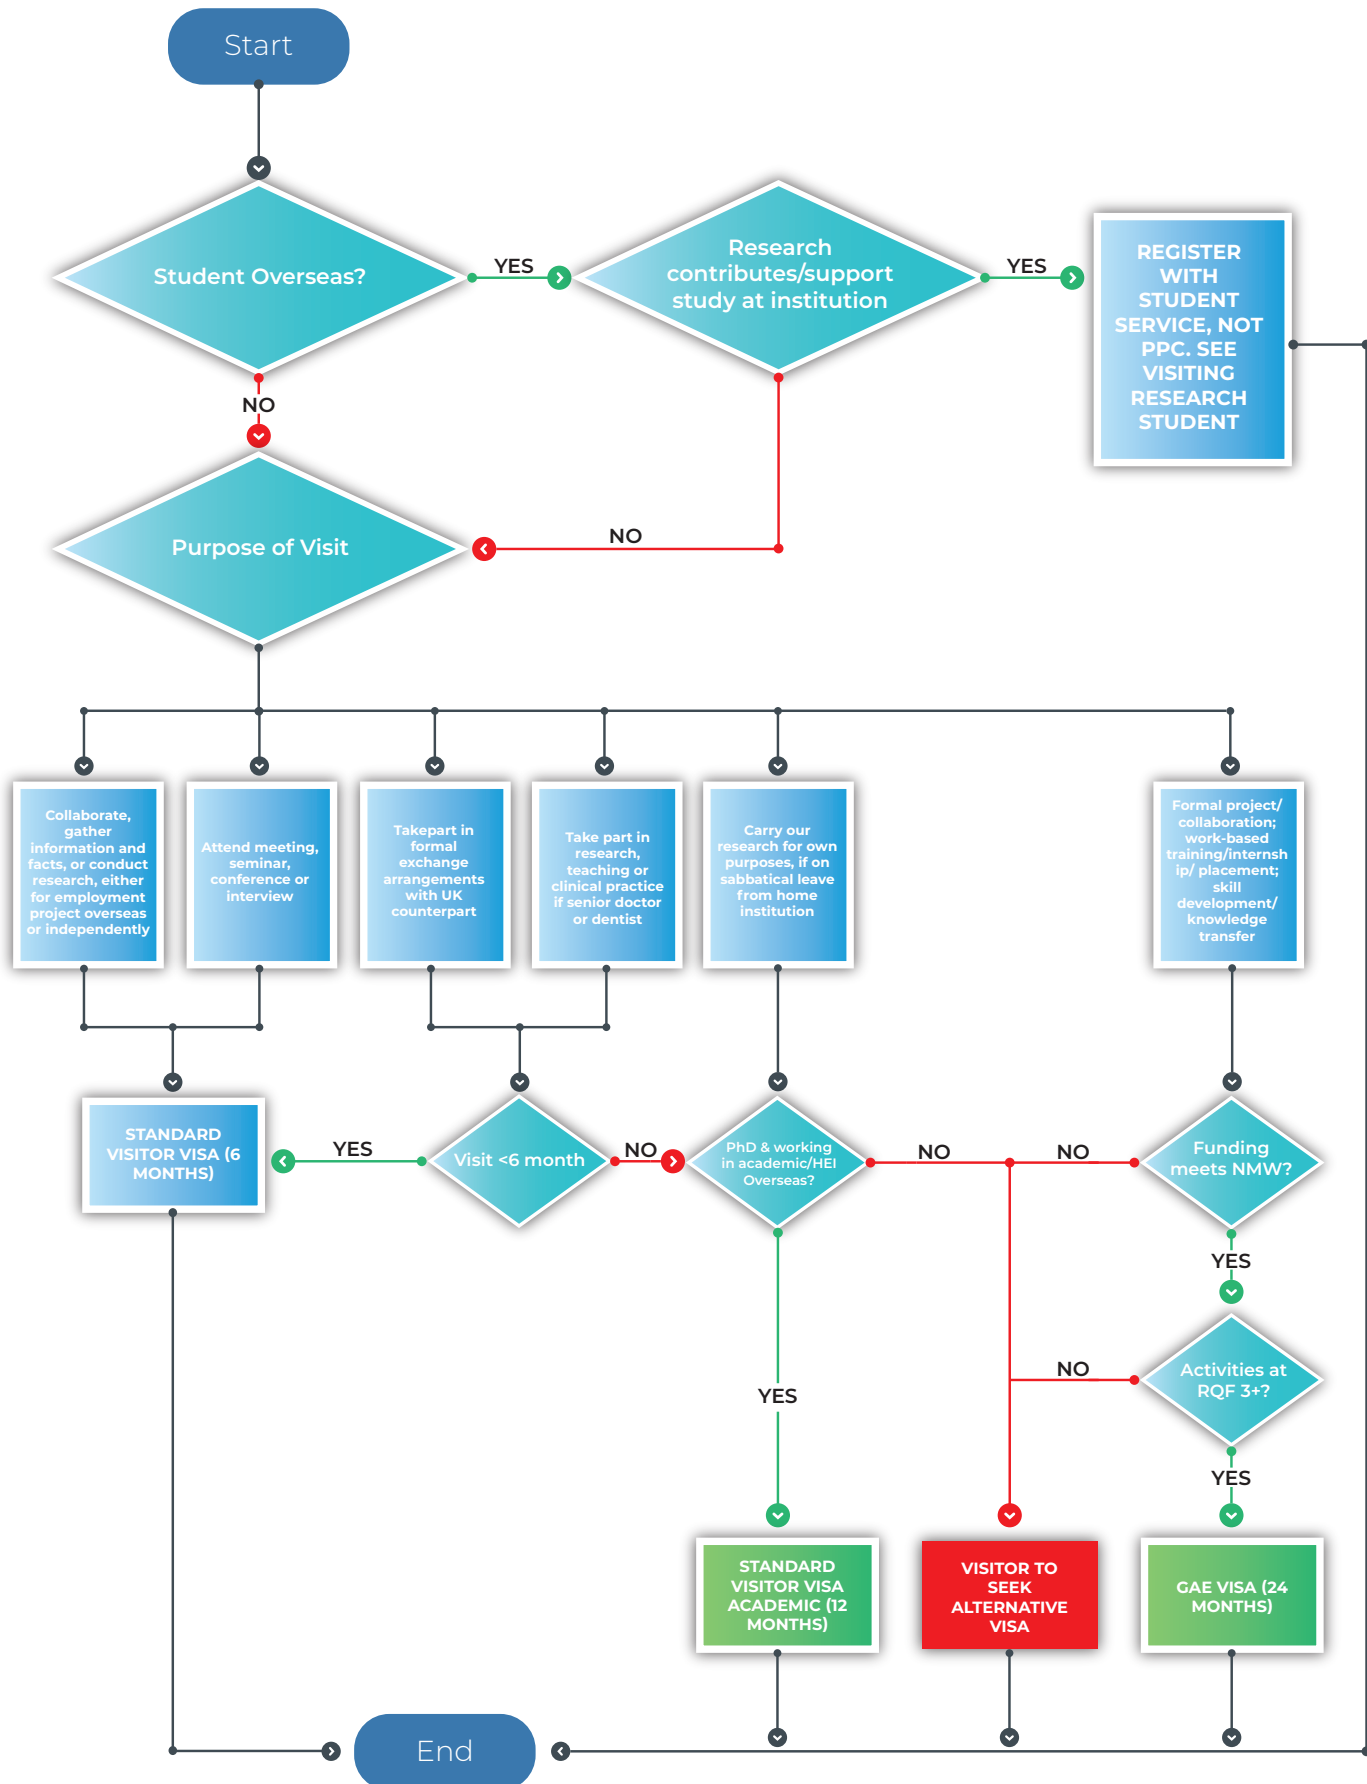 Start
Student Overseas?
YES
Research
contributes/support
study at institution
YES
REGISTER
WITH
STUDENT
SERVICE, NOT
PPC. SEE
VISITING
RESEARCH
STUDENT
NO
NO
Purpose of Visit
Collaborate,
gather
information and
facts, or conduct
research, either
for employment
project overseas
or independently
Attend meeting,
seminar,
conference or
interview
Takepart in
formal
exchange
arrangements
with UK
counterpart
Take part in
research,
teaching or
clinical practice
if senior doctor
or dentist
Carry our
research for own
purposes, if on
sabbatical leave
from home
institution
Formal project/
collaboration;
work-based
training/internsh
ip/ placement;
skill
development/
knowledge
transfer
STANDARD
VISITOR VISA (6
MONTHS)
YES
Visit <6 month
NO
PhD & working
in academic/HEI
Overseas?
NO
NO
Funding
meets NMW?
YES
NO
Activities at
RQF 3+?
YES
YES
STANDARD
VISITOR VISA
ACADEMIC (12
MONTHS)
VISITOR TO
SEEK
ALTERNATIVE
VISA
GAE VISA (24
MONTHS)
End